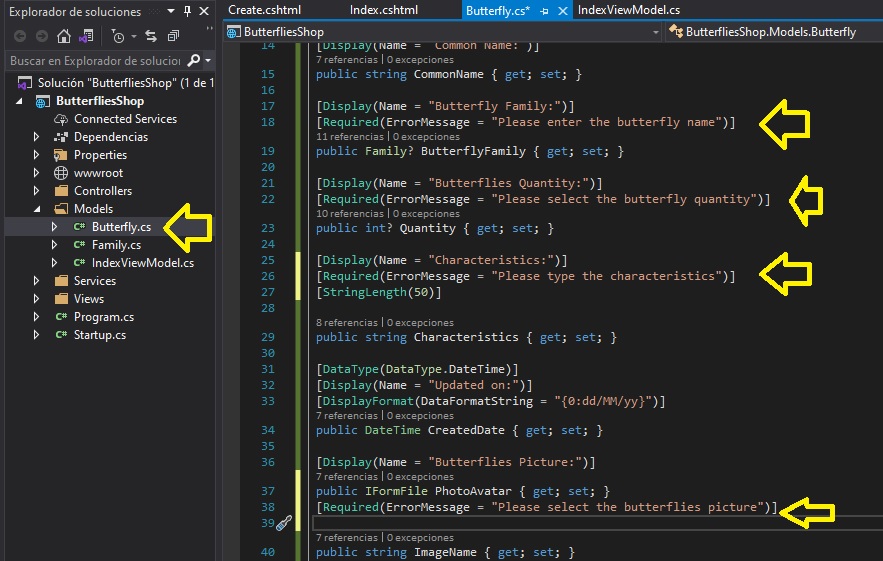 Explorador de soluciones
Create.cshtml
Index.cshtml
Butterfly.cs*
IndexViewModel.cs
Buscar en Explorador de solucion
Solución "ButterfliesShop" (1 de 1
ButterfliesShop
Connected Services
Dependencias
Properties
wwwroot
Controllers
Models
C# Butterfly.cs
C# Family.cs
C# IndexViewModel.cs
Services
Views
C# Program.cs
C# Startup.cs
ButterfliesShop
ButterfliesShop.Models.Butterfly
14 [Display(Name = "Common Name:")]
7 referencias | 0 excepciones
15 public string CommonName { get; set; }
16
17 [Display(Name = "Butterfly Family:")]
18 [Required(ErrorMessage = "Please enter the butterfly name")]
11 referencias | 0 excepciones
19 public Family? ButterflyFamily { get; set; }
20
21 [Display(Name = "Butterflies Quantity:")]
22 [Required(ErrorMessage = "Please select the butterfly quantity")]
10 referencias | 0 excepciones
23 public int? Quantity { get; set; }
24
25 [Display(Name = "Characteristics:")]
26 [Required(ErrorMessage = "Please type the characteristics")]
27 [StringLength(50)]
28
8 referencias | 0 excepciones
29 public string Characteristics { get; set; }
30
31 [DataType(DataType.DateTime)]
32 [Display(Name = "Updated on:")]
33 [DisplayFormat(DataFormatString = "{0:dd/MM/yy}")]
7 referencias | 0 excepciones
34 public DateTime CreatedDate { get; set; }
35
36 [Display(Name = "Butterflies Picture:")]
7 referencias | 0 excepciones
37 public IFormFile PhotoAvatar { get; set; }
38 [Required(ErrorMessage = "Please select the butterflies picture")]
39
7 referencias | 0 excepciones
40 public string ImageName { get; set; }